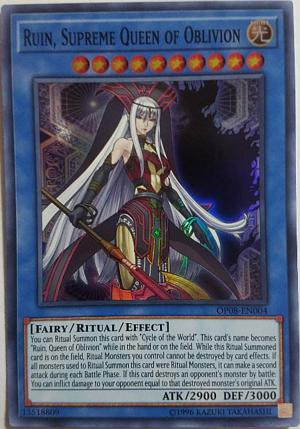 RUIN, SUPREME QUEEN OF OBLIVION
光
OP08-EN004
[FAIRY/RITUAL/EFFECT]
You can Ritual Summon this card with "Cycle of the World". This card's name becomes
"Ruin, Queen of Oblivion" while in the hand or on the field. While this Ritual Summoned
card is on the field, Ritual Monsters you control cannot be destroyed by card effects. If
all monsters used to Ritual Summon this card were Ritual Monsters, it can make a second
attack during each Battle Phase. If this card destroys an opponent's monster by battle:
You can inflict damage to your opponent equal to that destroyed monster's original ATK.
ATK/2900 DEF/3000
13518809
©1996 KAZUKI TAKAHASHI